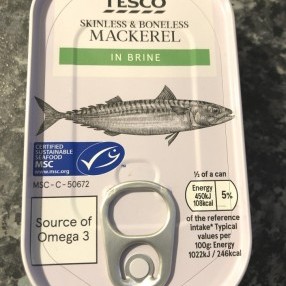 TESCO
SKINLESS & BONELESS
MACKEREL
IN BRINE
CERTIFIED
SUSTAINABLE
SEAFOOD
MSC
www.msc.org
MSC - C - 50672
Source of
Omega 3
⅓ of a can
Energy
450kJ
108kcal
5%
of the reference
intake* Typical
values per
100g: Energy
1022kJ / 246kcal